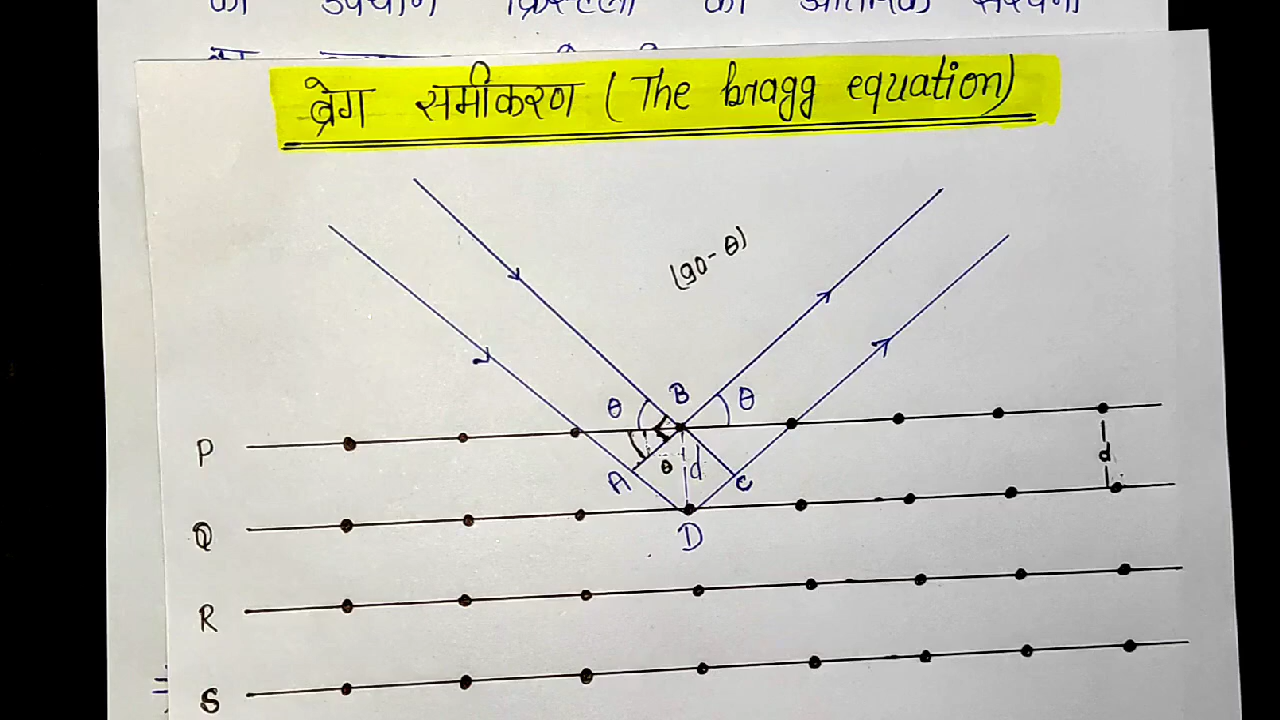 ब्रेग समीकरण (The bragg equation)
(90-θ)
θ B θ
P
d
θ d
A C
Q
D
R
S